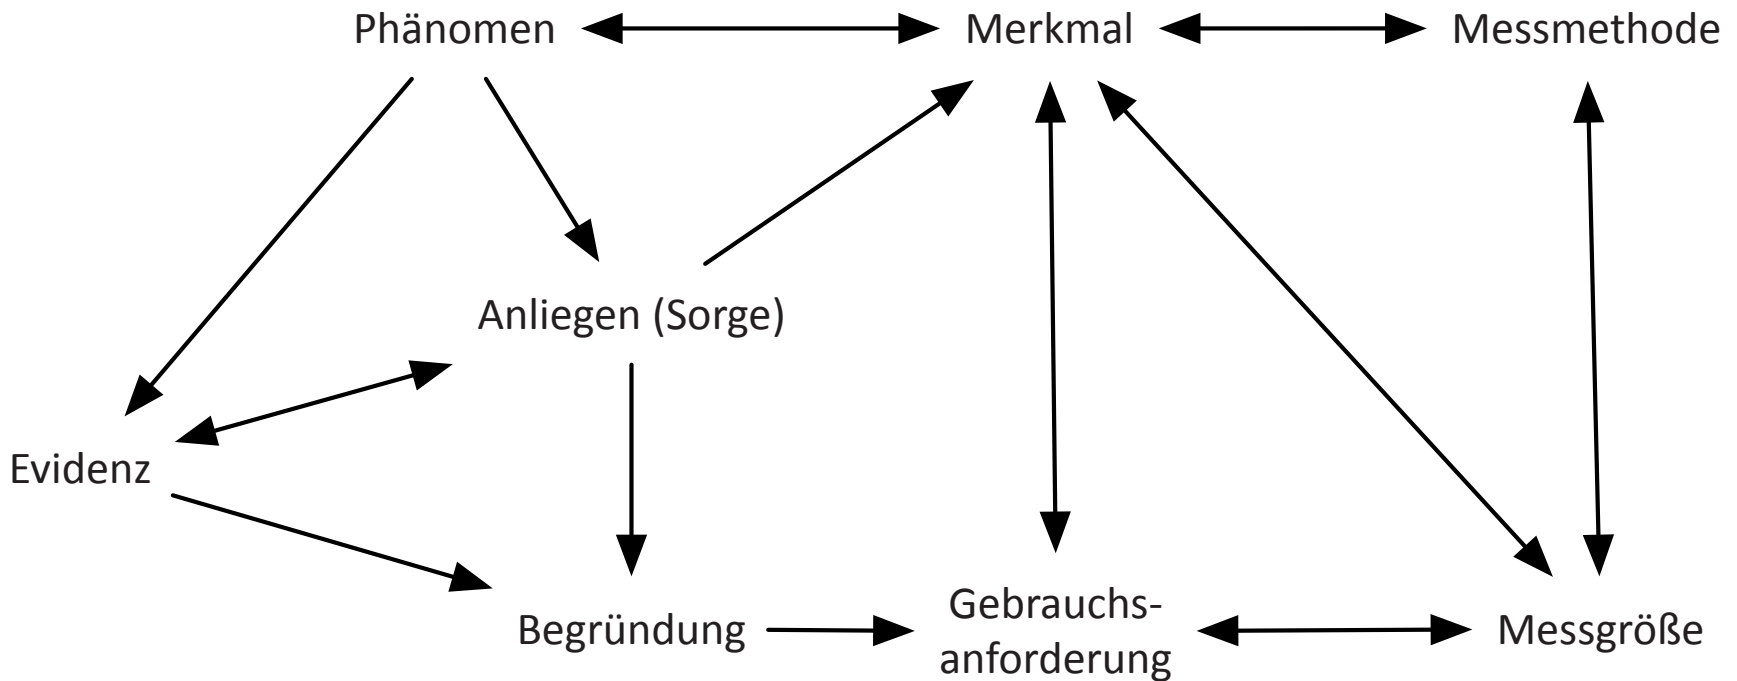 Phänomen
Merkmal
Messmethode
Anliegen (Sorge)
Evidenz
Begründung
Gebrauchs-
anforderung
Messgröße